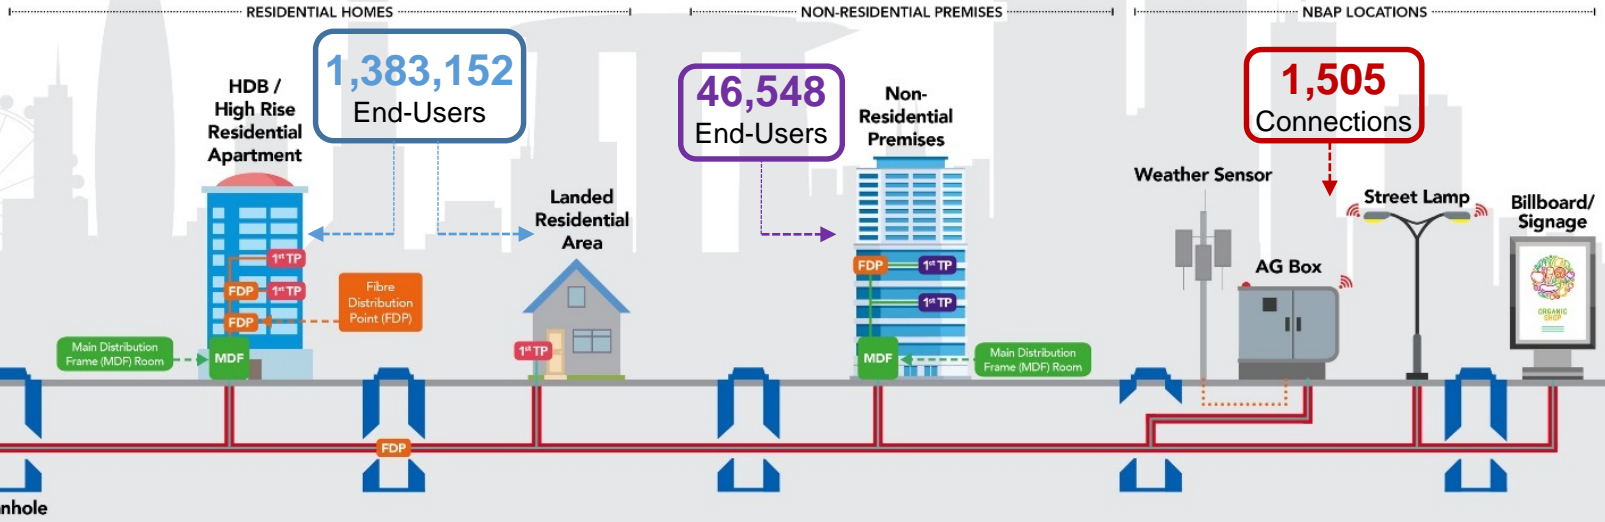 RESIDENTIAL HOMES
NON-RESIDENTIAL PREMISES
NBAP LOCATIONS
1,383,152
End-Users
46,548
End-Users
1,505
Connections
HDB /
High Rise
Residential
Apartment
Landed
Residential
Area
Non-
Residential
Premises
Weather Sensor
AG Box
Street Lamp
Billboard/
Signage
1st TP
FDP
1st TP
FDP
Fibre
Distribution
Point (FDP)
Main Distribution
Frame (MDF) Room
MDF
1st TP
FDP
1st TP
1st TP
MDF
Main Distribution
Frame (MDF) Room
ORGANIC
SHOP
FDP
nhole